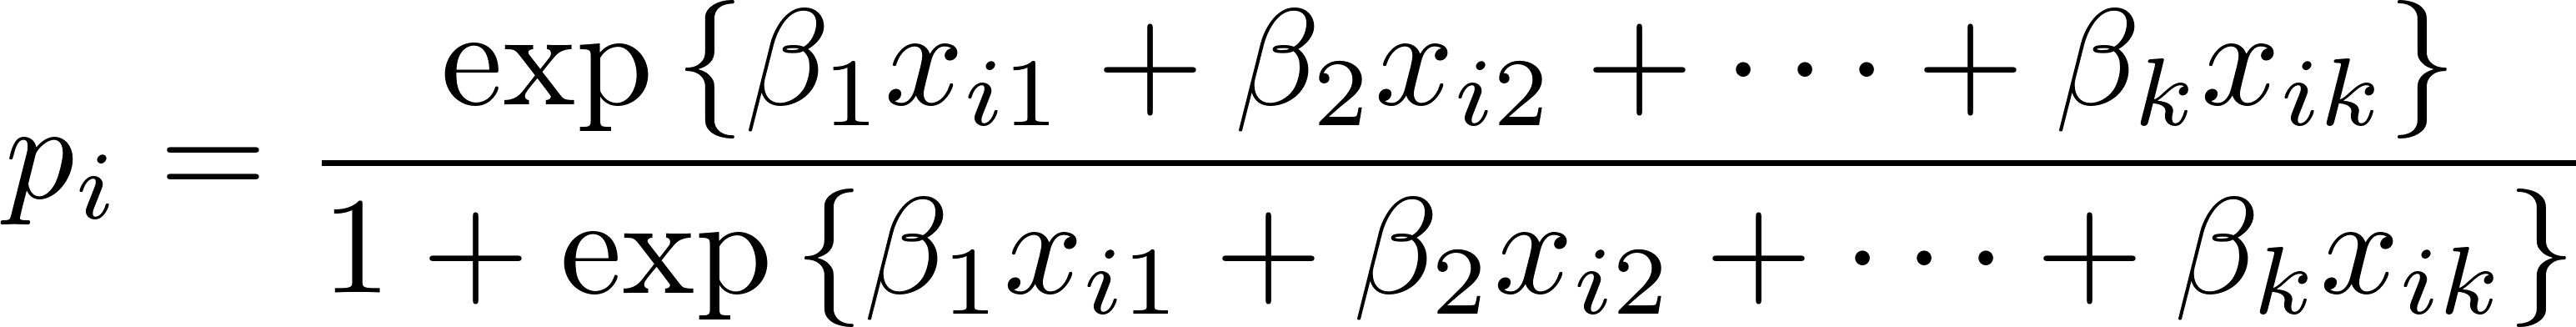 p_i = \frac{\exp\{\beta_1 x_{i1} + \beta_2 x_{i2} + \cdots + \beta_k x_{ik}\}}{1 + \exp\{\beta_1 x_{i1} + \beta_2 x_{i2} + \cdots + \beta_k x_{ik}\}}